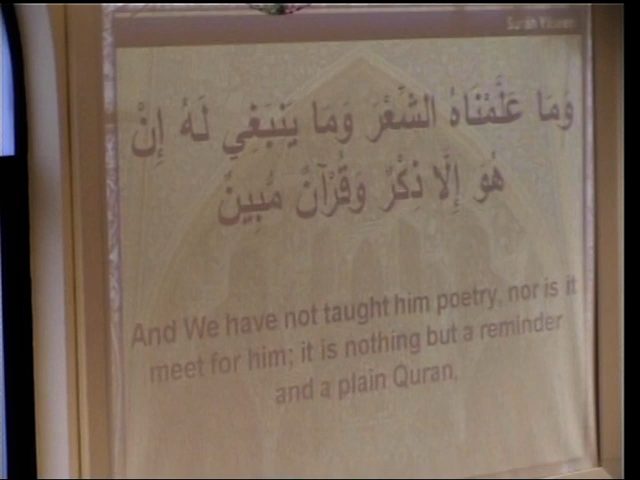 Surah Yaseen
وَمَا عَلَّمْنَاهُ الشِّعْرَ وَمَا يَنبَغِي لَهُ إِنْ
هُوَ إِلَّا ذِكْرٌ وَقُرْآنٌ مُّبِينٌ
And We have not taught him poetry, nor is it
meet for him; it is nothing but a reminder
and a plain Quran,